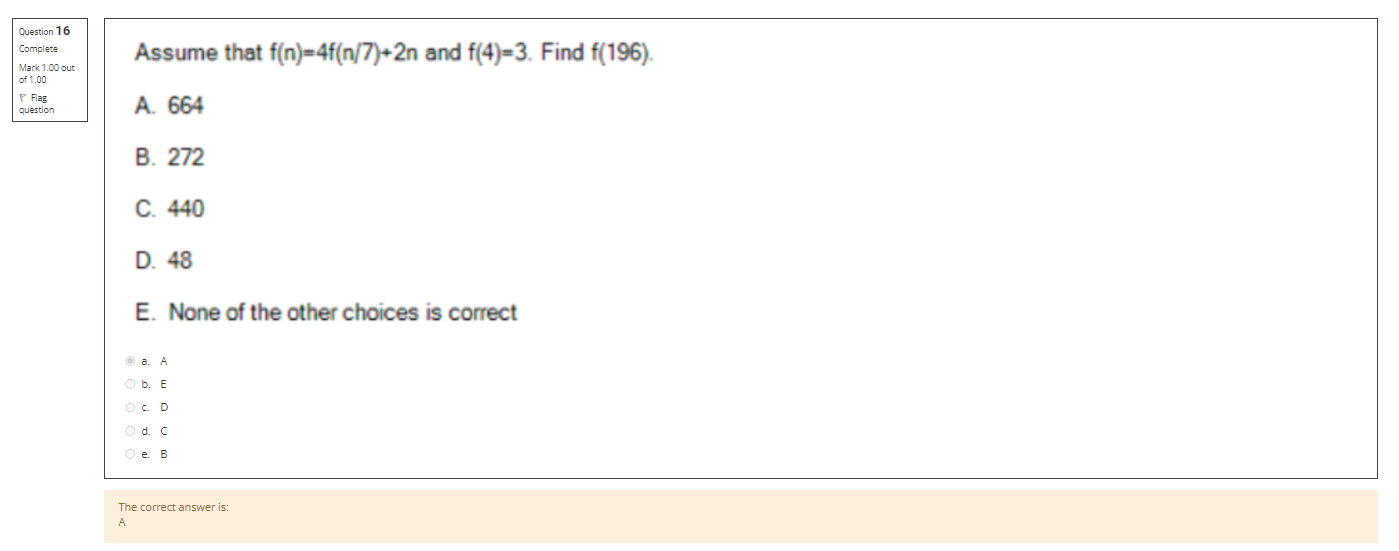 Question 16
Complete
Mark 1.00 out
of 1.00
Flag
question
Assume that f(n)=4f(n/7)+2n and f(4)=3. Find f(196).
A. 664
B. 272
C. 440
D. 48
E. None of the other choices is correct
a. A
b. E
c. D
d. C
e. B
The correct answer is:
A